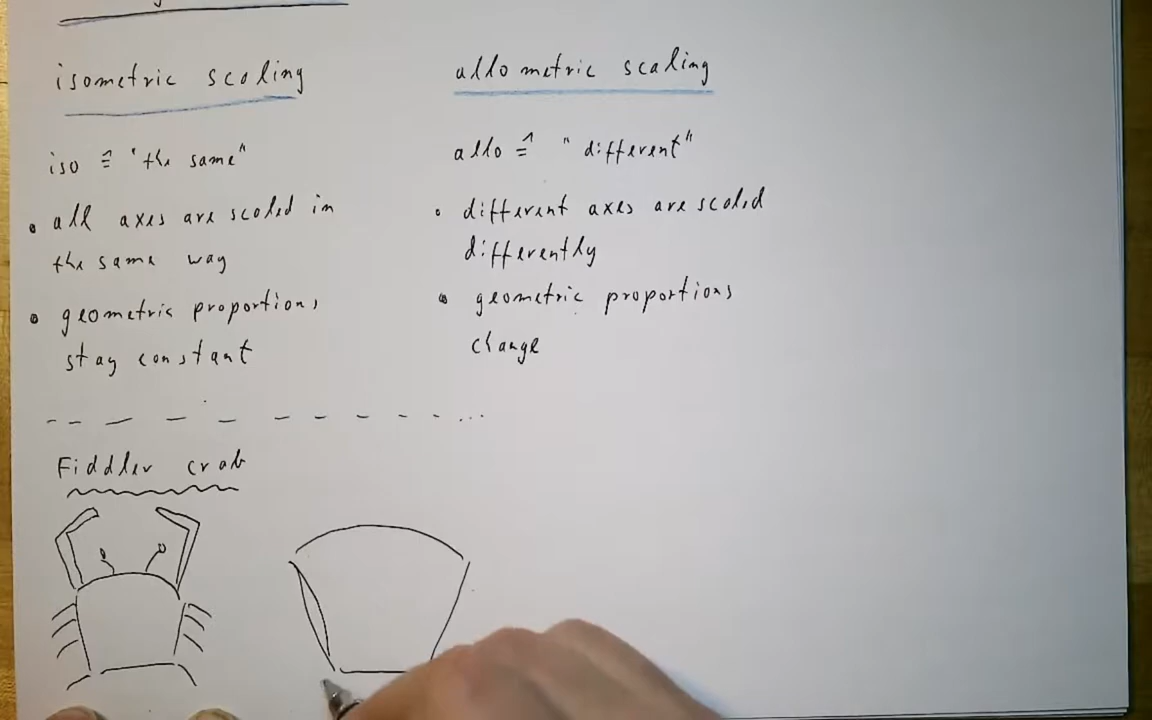 isometric scaling
iso ≙ "the same"
• all axes are scaled in
the same way
• geometric proportions
stay constant
allometric scaling
allo ≙ "different"
• different axes are scaled
differently
• geometric proportions
change
Fiddler crab